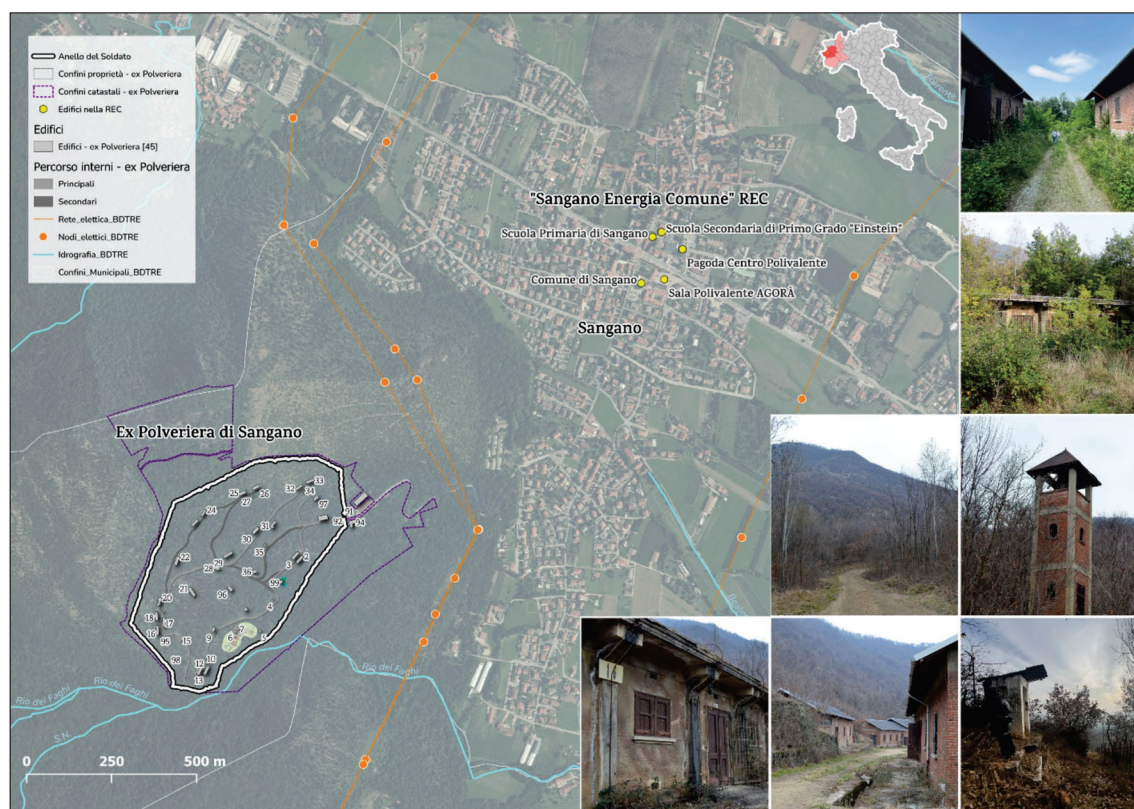 Anello del Soldato
Confini proprietà - ex Polveriera
Confini catastali - ex Polveriera
Edifici nella REC
Edifici
Edifici - ex Polveriera [45]
Percorso interni - ex Polveriera
Principali
Secondari
Rete_elettica_BDTRE
Nodi_elettici_BDTRE
Idrografia_BDTRE
Confini_Municipali_BDTRE
"Sangano Energia Comune" REC
Scuola Secondaria di Primo Grado "Einstein"
Scuola Primaria di Sangano
Pagoda Centro Polivalente
Comune di Sangano
Sala Polivalente AGORÀ
Sangano
Ex Polveriera di Sangano
33
32
34
25
26
27
97
24
91
92
94
31
30
35
2
3
22
29
28
36
99
21
96
20
4
18
17
7
6
5
16
95
15
9
98
10
12
13
Rio dei Faghi
Rio dei Faghi
Rio dei Faghi
S.N.
0 250 500 m
16